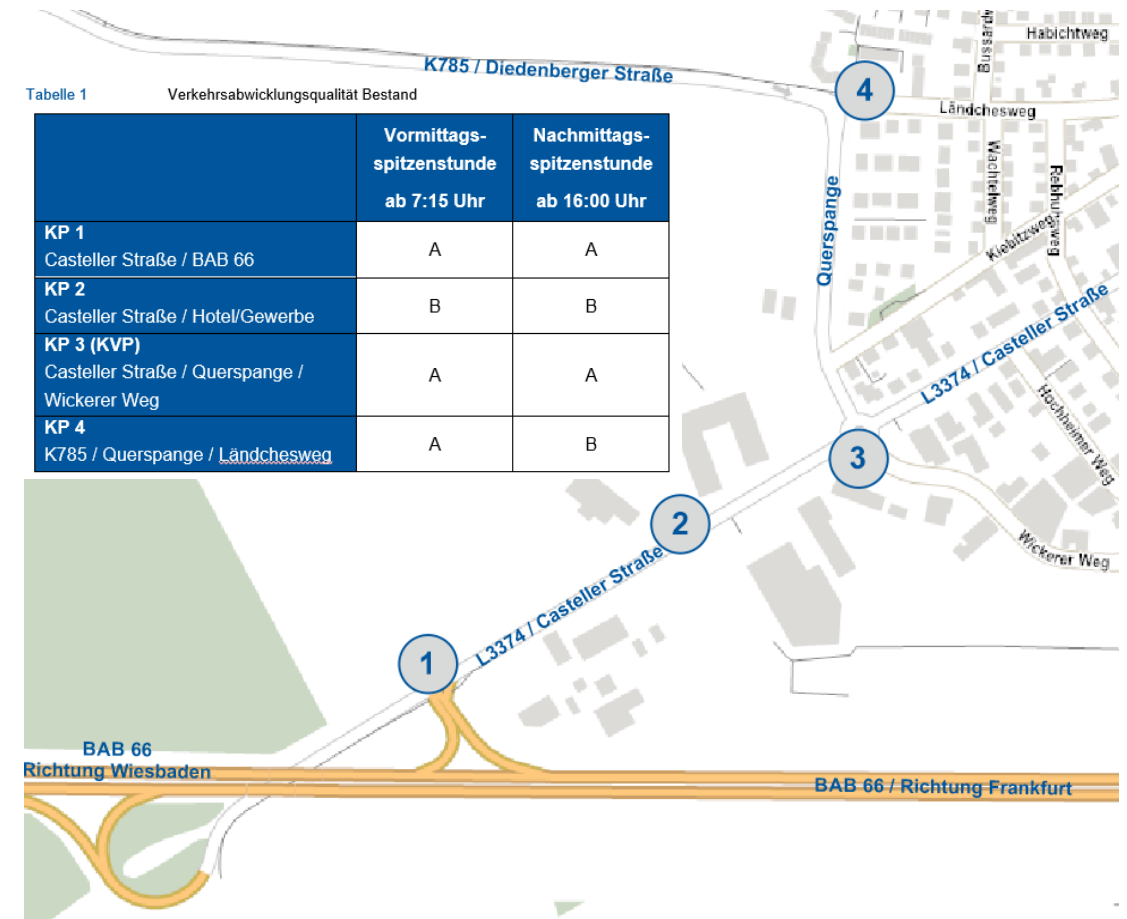 Habichtweg
Bussard
K785 / Diedenberger Straße
4
Ländchesweg
Tabelle 1 Verkehrsabwicklungsqualität Bestand
Vormittags-
spitzenstunde
ab 7:15 Uhr
Nachmittags-
spitzenstunde
ab 16:00 Uhr
KP 1
Casteller Straße / BAB 66 A A
KP 2
Casteller Straße / Hotel/Gewerbe B B
KP 3 (KVP)
Casteller Straße / Querspange /
Wickerer Weg A A
KP 4
K785 / Querspange / Ländchesweg A B
Wachtelweg
Rebhuhnweg
Querspange
Kiebitzweg
L3374 / Casteller Straße
Hochheimer Weg
3
2
Wickerer Weg
L3374 / Casteller Straße
1
BAB 66
Richtung Wiesbaden
BAB 66 / Richtung Frankfurt